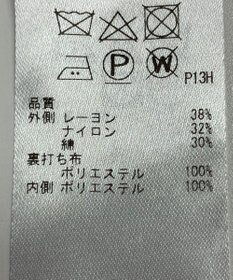 P W P13H
品質
外側 レーヨン 38%
ナイロン 32%
綿 30%
裏打ち布
ポリエステル 100%
内側 ポリエステル 100%